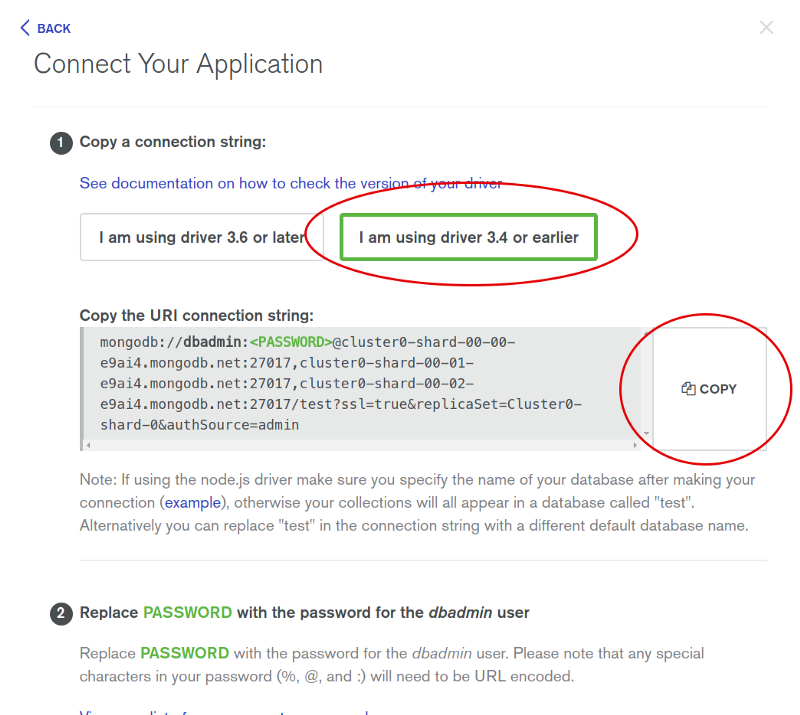 BACK
Connect Your Application
1 Copy a connection string:
See documentation on how to check the version of your driver
I am using driver 3.6 or later
I am using driver 3.4 or earlier
Copy the URI connection string:
mongodb://dbadmin:<PASSWORD>@cluster0-shard-00-00-
e9ai4.mongodb.net:27017,cluster0-shard-00-01-
e9ai4.mongodb.net:27017,cluster0-shard-00-02-
e9ai4.mongodb.net:27017/test?ssl=true&replicaSet=Cluster0-
shard-0&authSource=admin
COPY
Note: If using the node.js driver make sure you specify the name of your database after making your
connection (example), otherwise your collections will all appear in a database called "test".
Alternatively you can replace "test" in the connection string with a different default database name.
2 Replace PASSWORD with the password for the dbadmin user
Replace PASSWORD with the password for the dbadmin user. Please note that any special
characters in your password (%, @, and :) will need to be URL encoded.